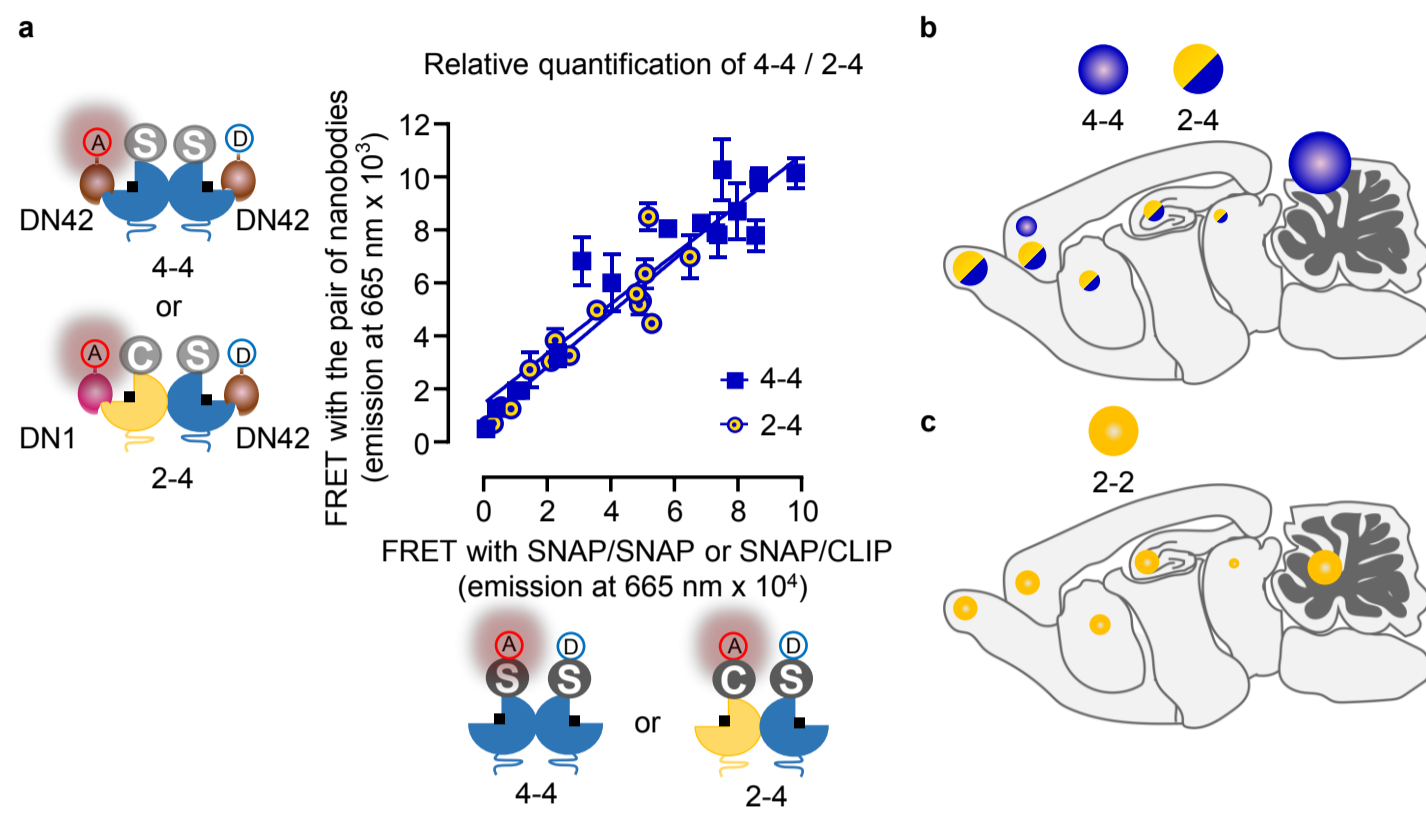 a
Relative quantification of 4-4 / 2-4
A S S D
DN42 DN42
4-4
or
A C S D
DN1 DN42
2-4
FRET with the pair of nanobodies
(emission at 665 nm x 10³)
12
10
8
6
4
2
0
4-4
2-4
0 2 4 6 8 10
FRET with SNAP/SNAP or SNAP/CLIP
(emission at 665 nm x 10⁴)
A D A D
S S C S
or
4-4 2-4
b
4-4 2-4
c
2-2